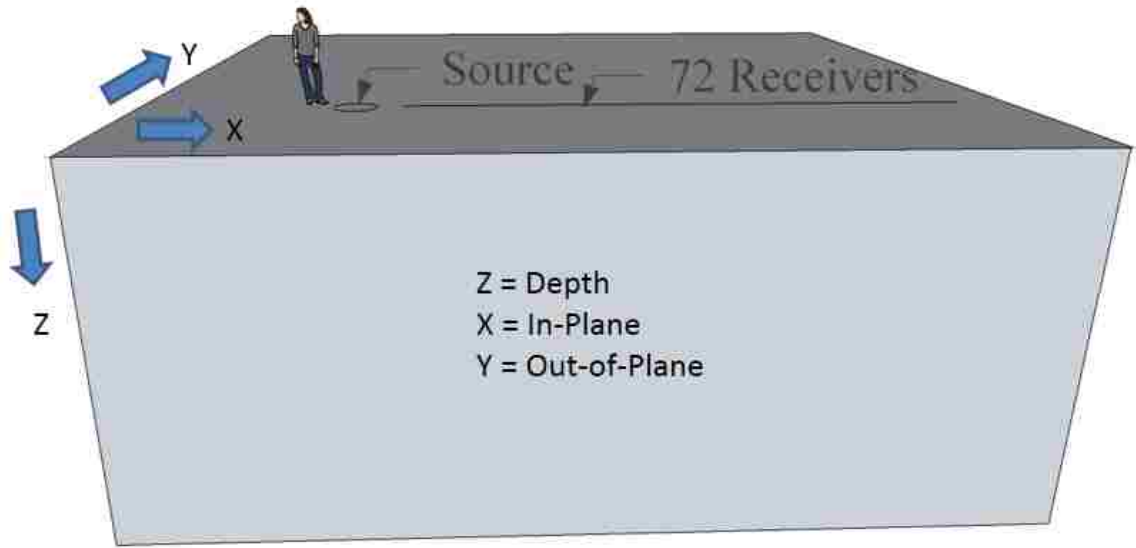 Y
Source
72 Receivers
X
Z = Depth
Z
X = In-Plane
Y = Out-of-Plane